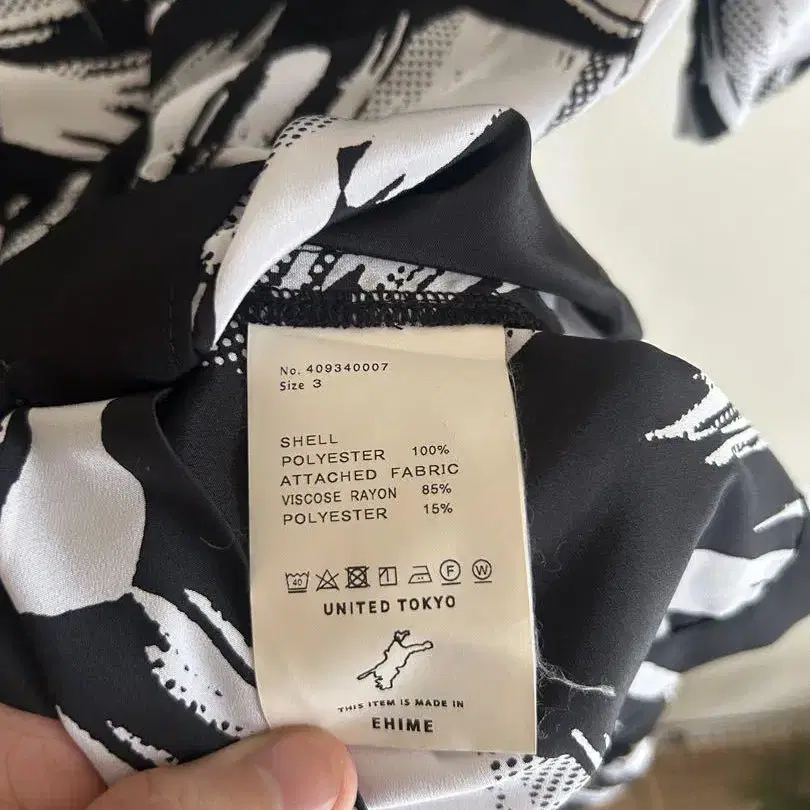 No. 409340007
Size 3
SHELL
POLYESTER 100%
ATTACHED FABRIC
VISCOSE RAYON 85%
POLYESTER 15%
40 F W
UNITED TOKYO
THIS ITEM IS MADE IN
EHIME